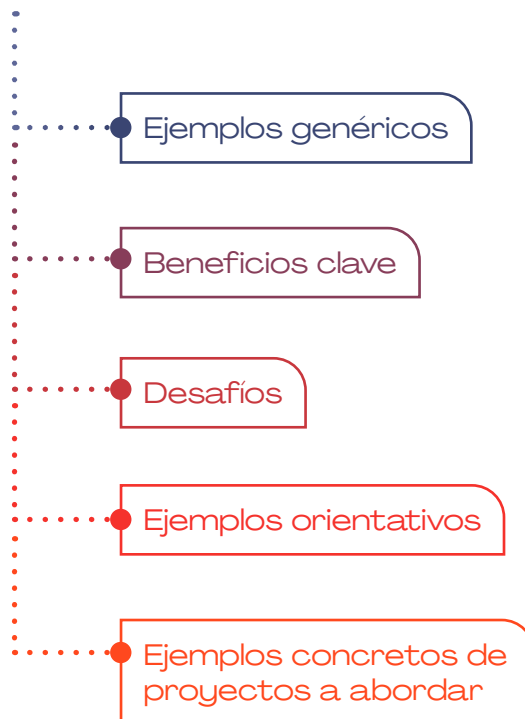 Ejemplos genéricos
Beneficios clave
Desafíos
Ejemplos orientativos
Ejemplos concretos de
proyectos a abordar